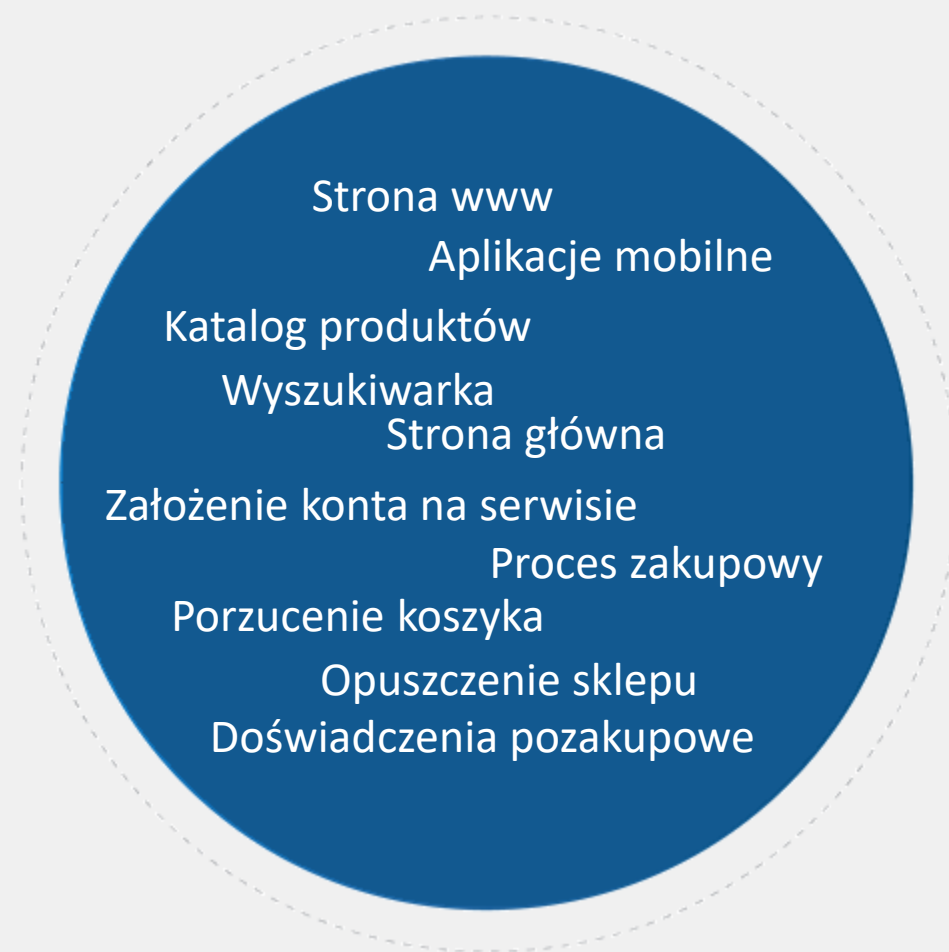 Strona www
Aplikacje mobilne
Katalog produktów
Wyszukiwarka
Strona główna
Założenie konta na serwisie
Proces zakupowy
Porzucenie koszyka
Opuszczenie sklepu
Doświadczenia pozakupowe